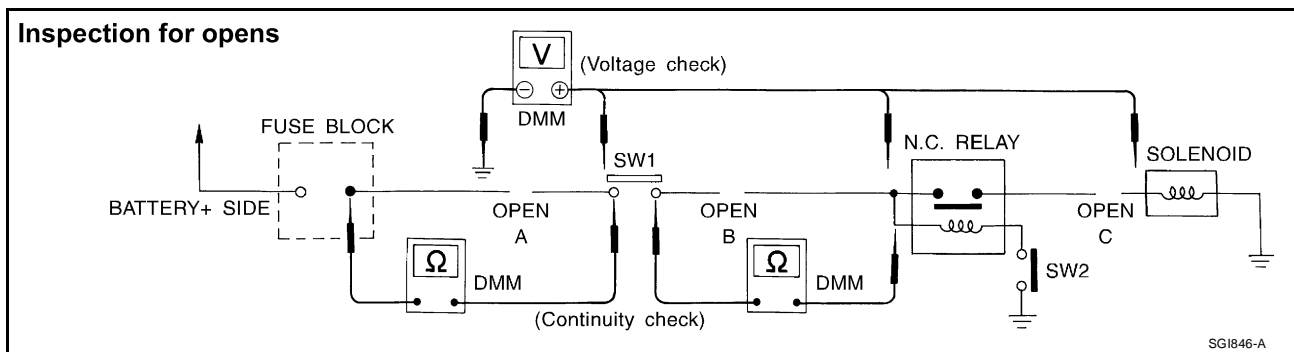 Inspection for opens
V
(Voltage check)
− +
DMM
FUSE BLOCK
N.C. RELAY
SW1
SOLENOID
BATTERY+ SIDE
OPEN
A
OPEN
B
OPEN
C
Ω
DMM
Ω
DMM
SW2
(Continuity check)
SGI846-A